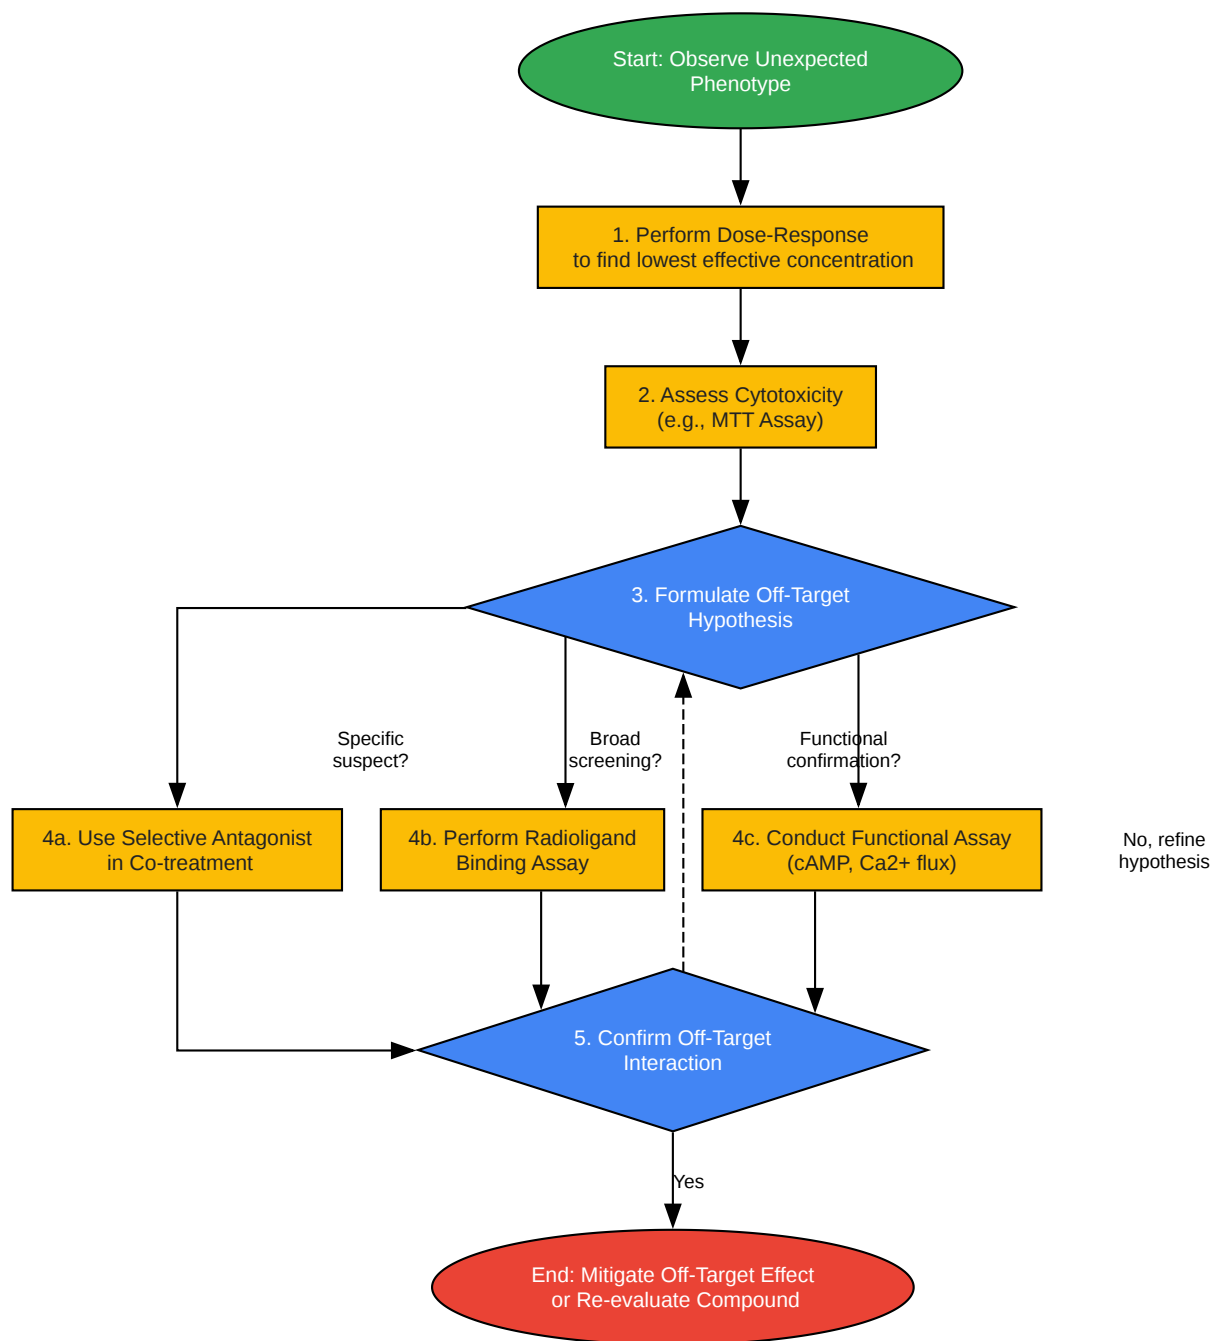 Start: Observe Unexpected
Phenotype
1. Perform Dose-Response
to find lowest effective concentration
2. Assess Cytotoxicity
(e.g., MTT Assay)
3. Formulate Off-Target
Hypothesis
Specific
suspect?
Broad
screening?
Functional
confirmation?
4a. Use Selective Antagonist
in Co-treatment
4b. Perform Radioligand
Binding Assay
4c. Conduct Functional Assay
(cAMP, Ca2+ flux)
No, refine
hypothesis
5. Confirm Off-Target
Interaction
Yes
End: Mitigate Off-Target Effect
or Re-evaluate Compound